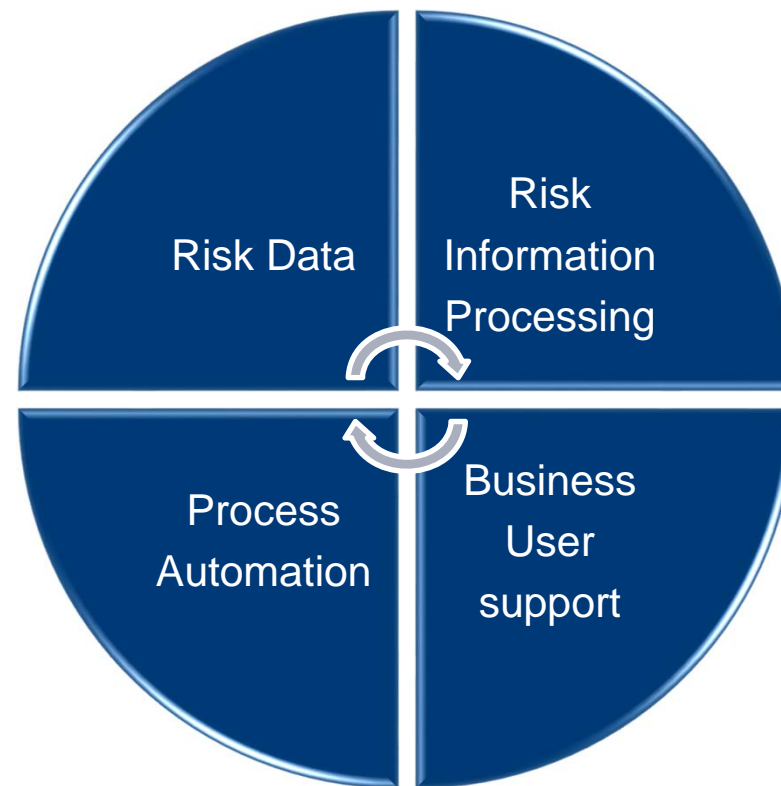 Risk Data
Risk
Information
Processing
Process
Automation
Business
User
support